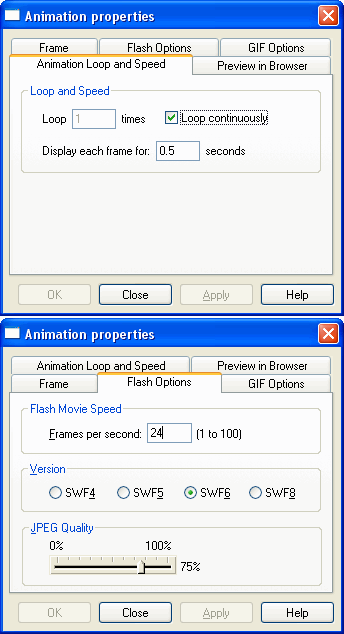 Animation properties
Frame Flash Options GIF Options
Animation Loop and Speed Preview in Browser
Loop and Speed
Loop 1 times Loop continuously
Display each frame for: 0.5 seconds
OK Close Apply Help
Animation properties
Animation Loop and Speed Preview in Browser
Frame Flash Options GIF Options
Flash Movie Speed
Frames per second: 24 (1 to 100)
Version
SWF4 SWF5 SWF6 SWF8
JPEG Quality
0% 100%
75%
OK Close Apply Help